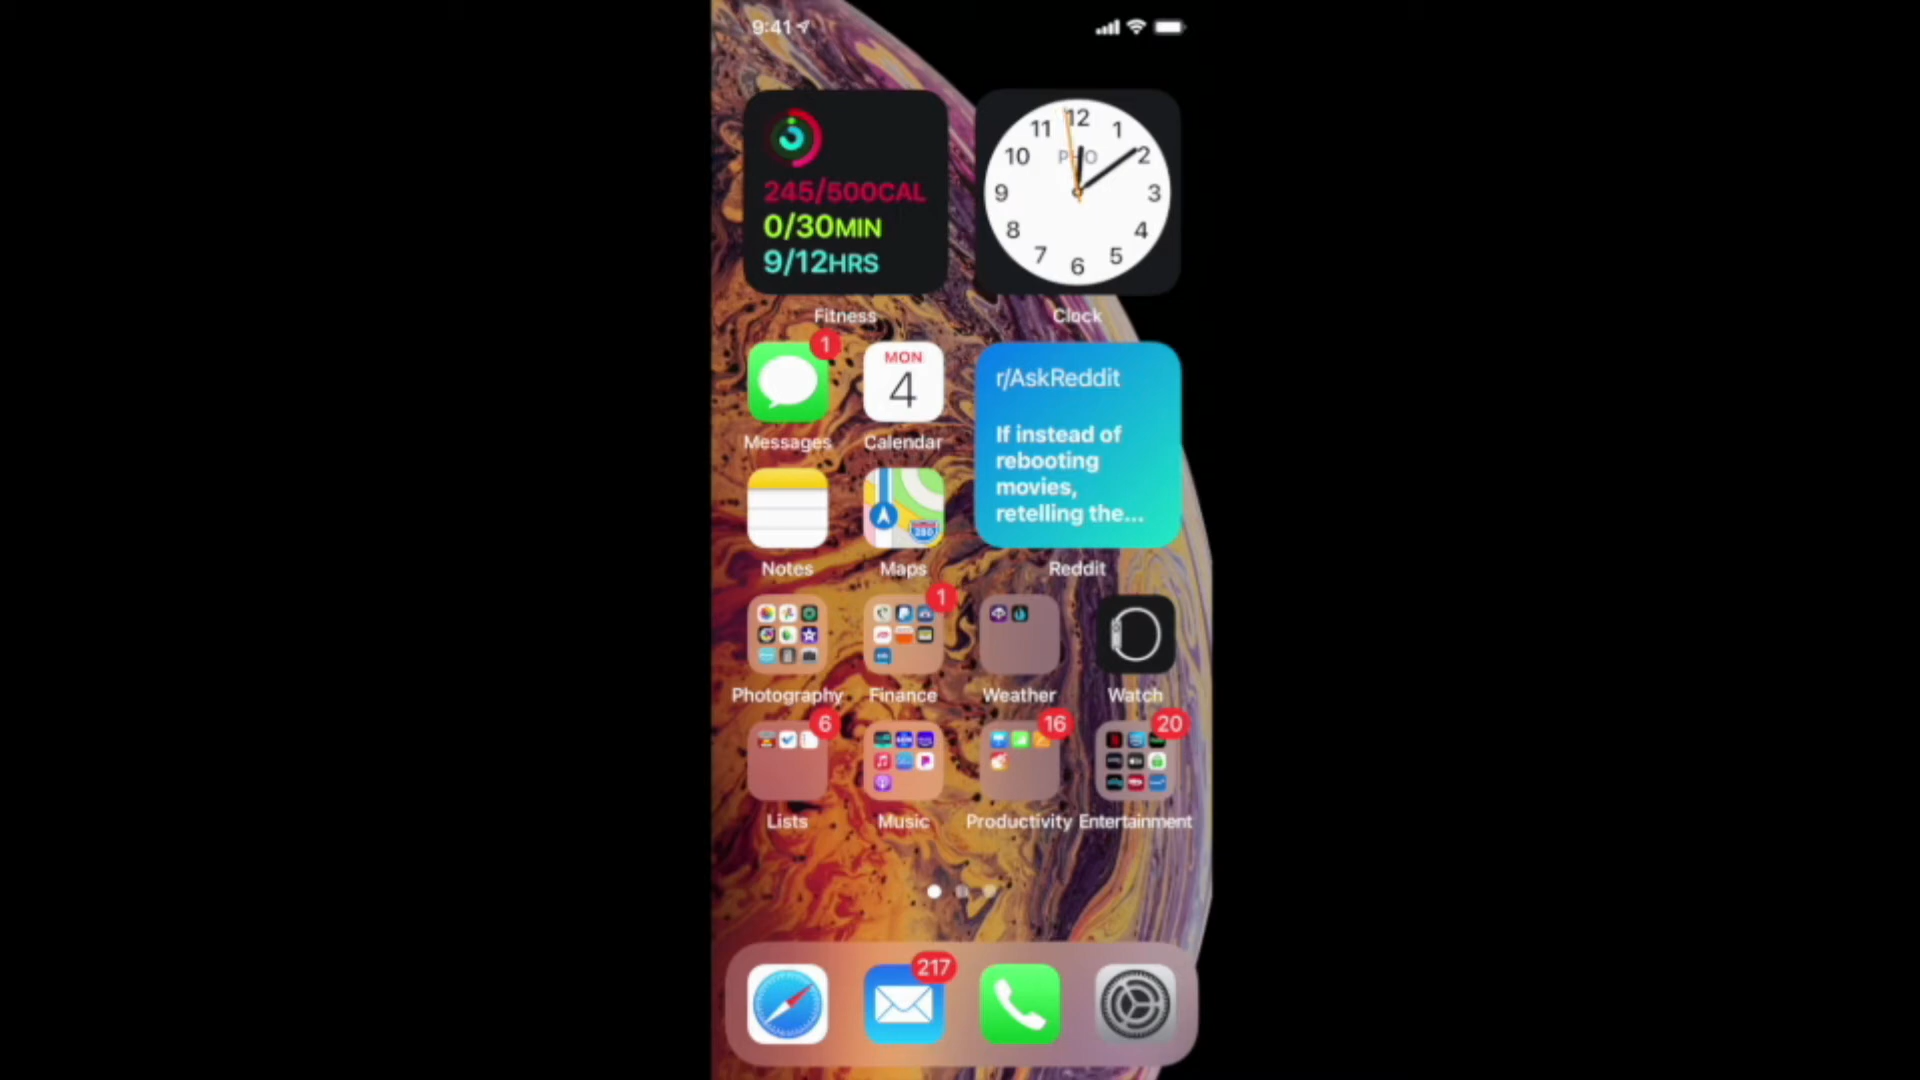 9:41
245/500CAL
0/30MIN
9/12HRS
Fitness
12
11
1
10
2
9
3
8
4
7
5
6
Clock
1
Messages
MON
4
Calendar
r/AskReddit
If instead of
rebooting
movies,
retelling the...
Reddit
Notes
280
Maps
Photography
1
Finance
Weather
Watch
6
Lists
Music
16
Productivity
20
Entertainment
217